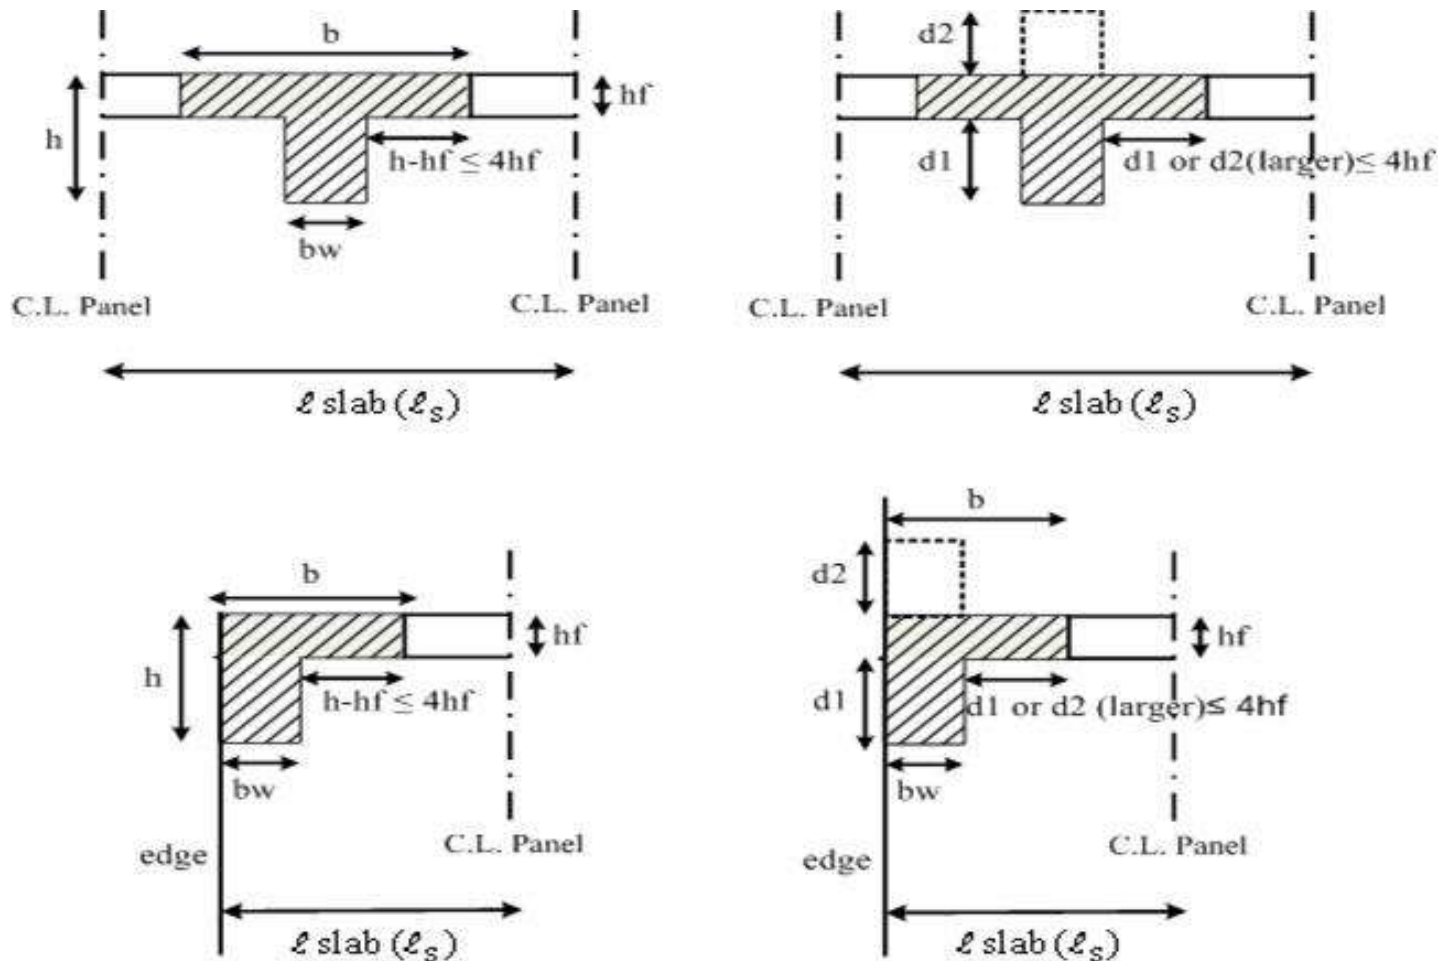 b
d2
hf
h
h-hf ≤ 4hf
d1
d1 or d2(larger)≤ 4hf
bw
C.L. Panel
C.L. Panel
C.L. Panel
C.L. Panel
ℓ slab (ℓs)
ℓ slab (ℓs)
b
b
d2
hf
hf
h
h-hf ≤ 4hf
d1
d1 or d2 (larger)≤ 4hf
bw
bw
C.L. Panel
C.L. Panel
edge
edge
ℓ slab (ℓs)
ℓ slab (ℓs)